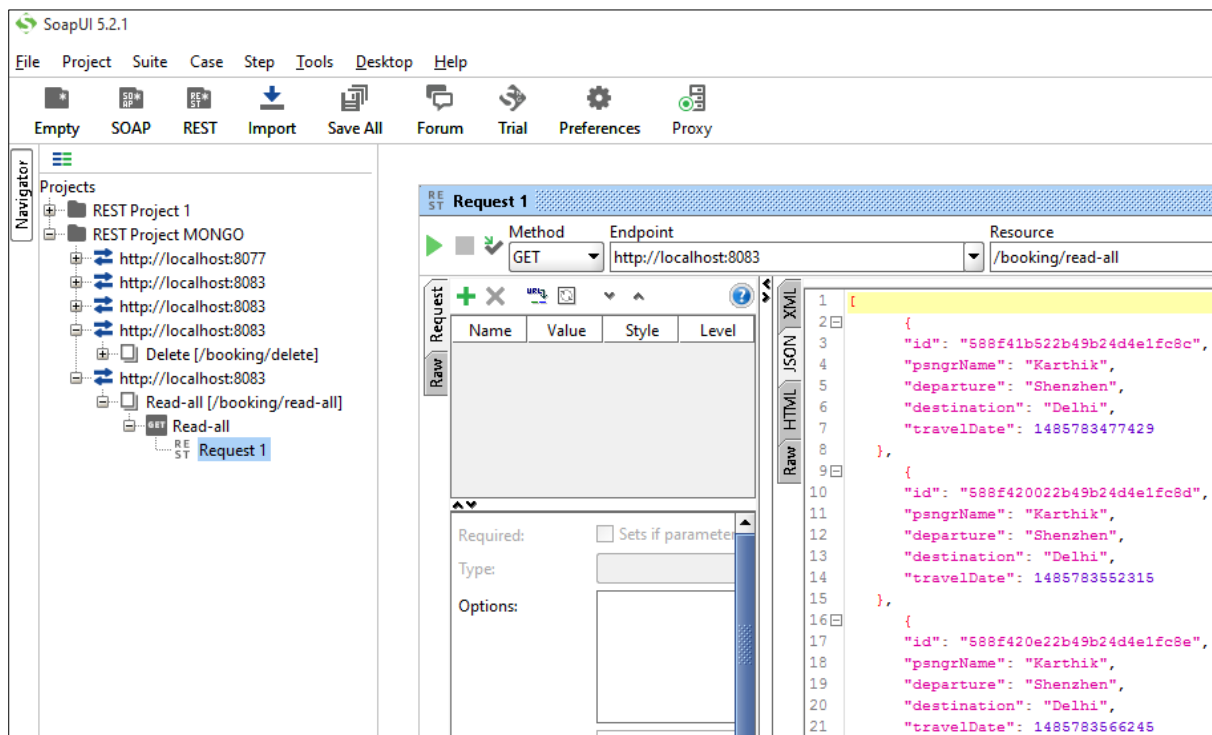 SoapUI 5.2.1
File Project Suite Case Step Tools Desktop Help
Empty SOAP REST Import Save All Forum Trial Preferences Proxy
Navigator
Projects
REST Project 1
REST Project MONGO
http://localhost:8077
http://localhost:8083
http://localhost:8083
http://localhost:8083
Delete [/booking/delete]
http://localhost:8083
Read-all [/booking/read-all]
GET Read-all
REST Request 1
REST Request 1
Method Endpoint Resource
GET http://localhost:8083 /booking/read-all
Request
Raw
Name Value Style Level
Required: Sets if parameter
Type:
Options:
XML
JSON
HTML
Raw
1 [
2 {
3 "id": "588f41b522b49b24d4e1fc8c",
4 "psngrName": "Karthik",
5 "departure": "Shenzhen",
6 "destination": "Delhi",
7 "travelDate": 1485783477429
8 },
9 {
10 "id": "588f420022b49b24d4e1fc8d",
11 "psngrName": "Karthik",
12 "departure": "Shenzhen",
13 "destination": "Delhi",
14 "travelDate": 1485783552315
15 },
16 {
17 "id": "588f420e22b49b24d4e1fc8e",
18 "psngrName": "Karthik",
19 "departure": "Shenzhen",
20 "destination": "Delhi",
21 "travelDate": 1485783566245